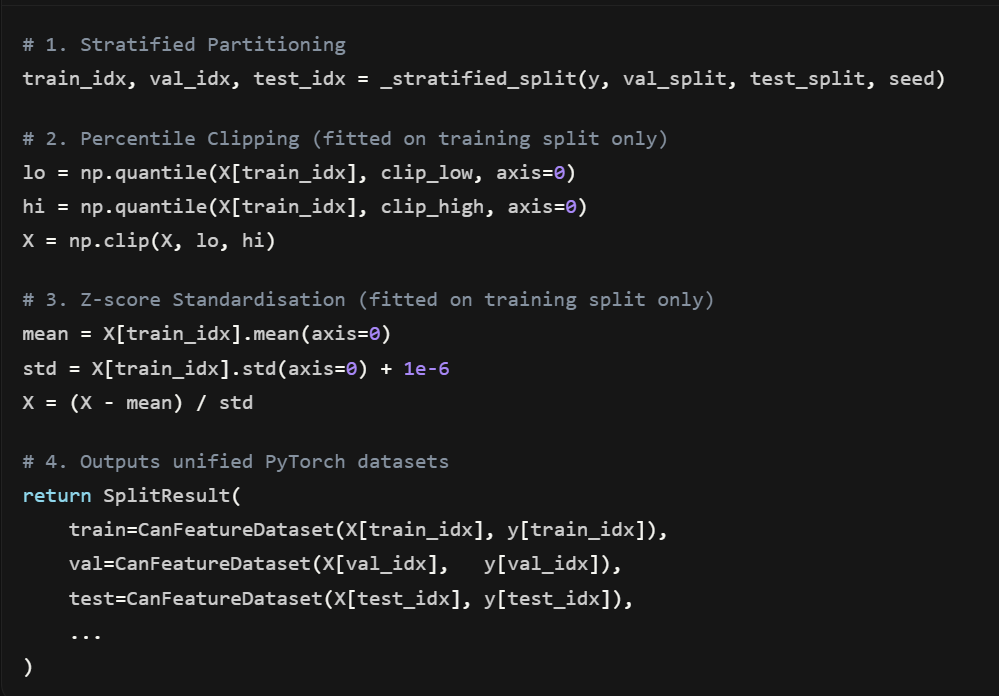 # 1. Stratified Partitioning
train_idx, val_idx, test_idx = _stratified_split(y, val_split, test_split, seed)
# 2. Percentile Clipping (fitted on training split only)
lo = np.quantile(X[train_idx], clip_low, axis=0)
hi = np.quantile(X[train_idx], clip_high, axis=0)
X = np.clip(X, lo, hi)
# 3. Z-score Standardisation (fitted on training split only)
mean = X[train_idx].mean(axis=0)
std = X[train_idx].std(axis=0) + 1e-6
X = (X - mean) / std
# 4. Outputs unified PyTorch datasets
return SplitResult(
    train=CanFeatureDataset(X[train_idx], y[train_idx]),
    val=CanFeatureDataset(X[val_idx],   y[val_idx]),
    test=CanFeatureDataset(X[test_idx], y[test_idx]),
    ...
)